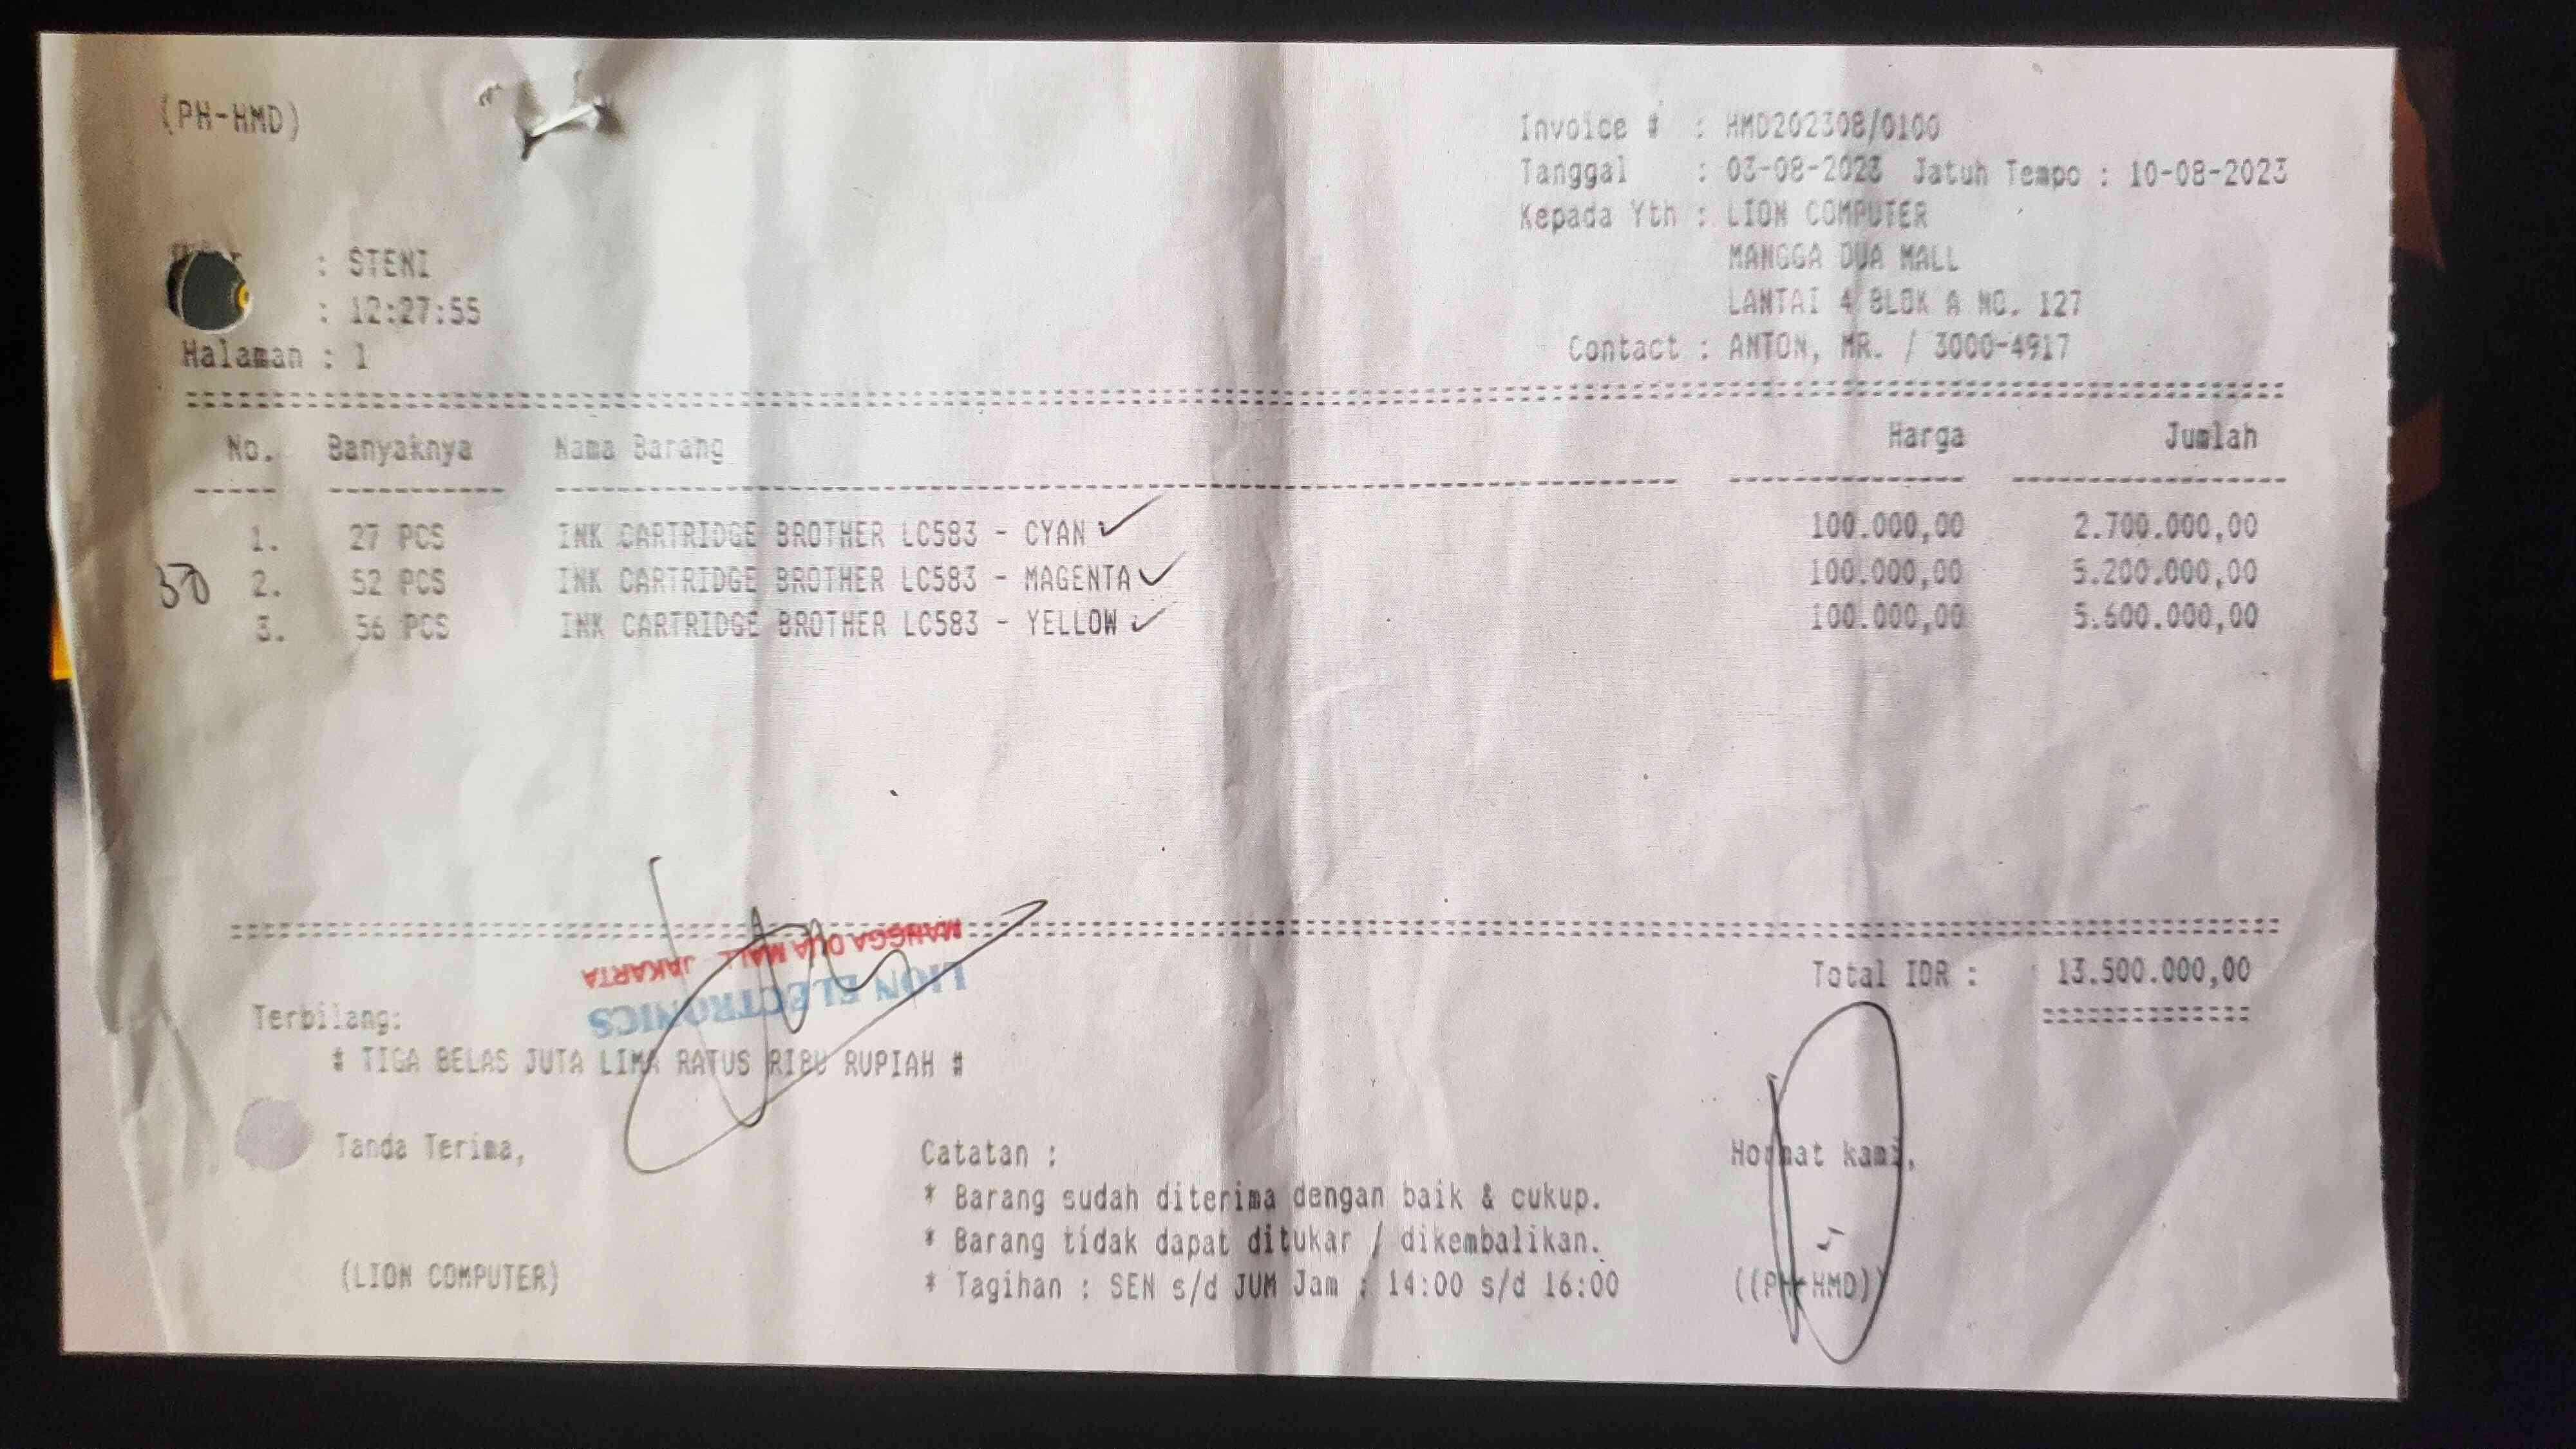 (PH-HMD)
Invoice # : HMD202308/0100
Tanggal : 03-08-2023 Jatuh Tempo : 10-08-2023
Kepada Yth : LION COMPUTER
MANGGA DUA MALL
LANTAI 4 BLOK A NO. 127
Contact : ANTON, MR. / 3000-4917
: STENI
: 12:27:55
Halaman : 1
No. Banyaknya Nama Barang Harga Jumlah
1. 27 PCS INK CARTRIDGE BROTHER LC583 - CYAN ✓ 100.000,00 2.700.000,00
50 2. 52 PCS INK CARTRIDGE BROTHER LC583 - MAGENTA ✓ 100.000,00 5.200.000,00
3. 56 PCS INK CARTRIDGE BROTHER LC583 - YELLOW ✓ 100.000,00 5.600.000,00
Total IDR : 13.500.000,00
LION ELECTRONICS
MANGGA DUA MALL - JAKARTA
Terbilang:
# TIGA BELAS JUTA LIMA RATUS RIBU RUPIAH #
Tanda Terima,
(LION COMPUTER)
Catatan :
* Barang sudah diterima dengan baik & cukup.
* Barang tidak dapat ditukar / dikembalikan.
* Tagihan : SEN s/d JUM Jam : 14:00 s/d 16:00
Hormat kami,
((PH-HMD))